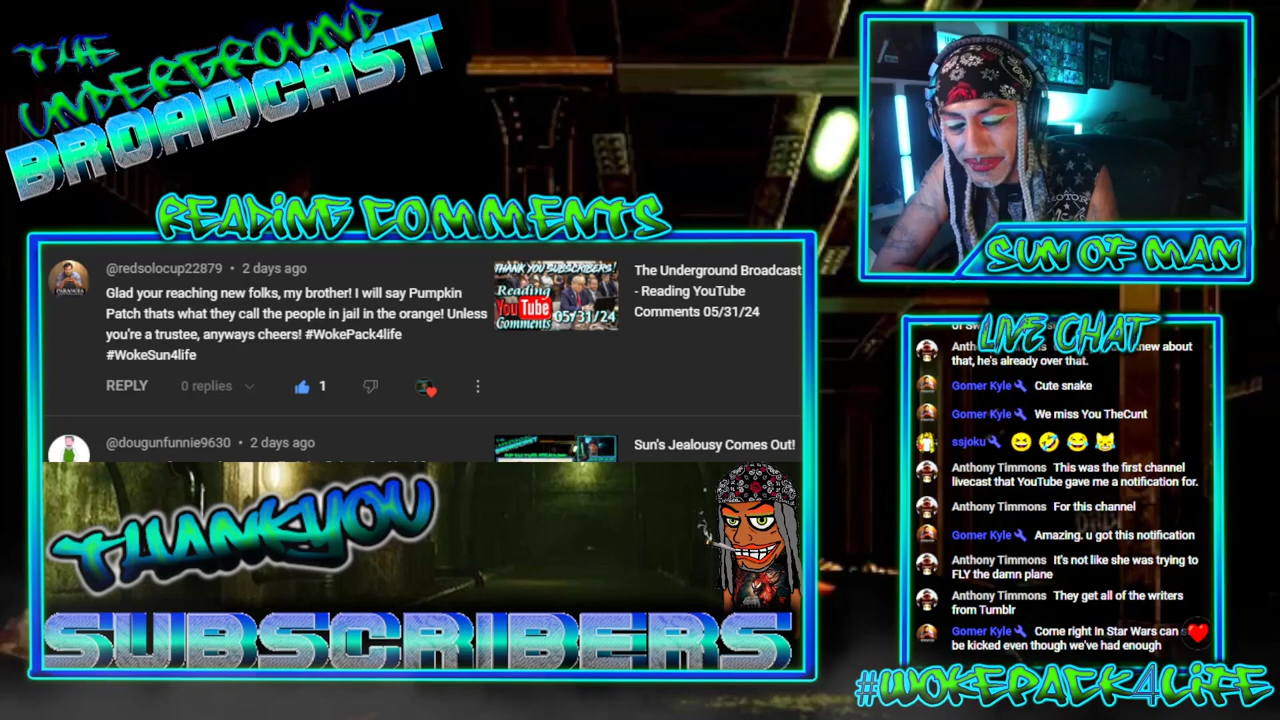 THE
UNDERGROUND
BROADCAST
READING COMMENTS
@redsolocup22879 • 2 days ago
Glad your reaching new folks, my brother! I will say Pumpkin
Patch thats what they call the people in jail in the orange! Unless
you're a trustee, anyways cheers! #WokePack4life
#WokeSun4life
REPLY 0 replies 1
THANK YOU SUBSCRIBERS!
Reading
YouTube
Comments 05/31/24
The Underground Broadcast
- Reading YouTube
Comments 05/31/24
@dougunfunnie9630 • 2 days ago
Sun's Jealousy Comes Out!
THANKYOU
SUBSCRIBERS
SUN OF MAN
LIVE CHAT
that, he's already over that.
Gomer Kyle Cute snake
Gomer Kyle We miss You TheCunt
ssjoku 😆 🤣 😂 😹
Anthony Timmons This was the first channel
livecast that YouTube gave me a notification for.
Anthony Timmons For this channel
Gomer Kyle Amazing. u got this notification
Anthony Timmons It's not like she was trying to
FLY the damn plane
Anthony Timmons They get all of the writers
from Tumblr
Gomer Kyle Come right In Star Wars can
be kicked even though we've had enough
#WOKEPACK4LIFE